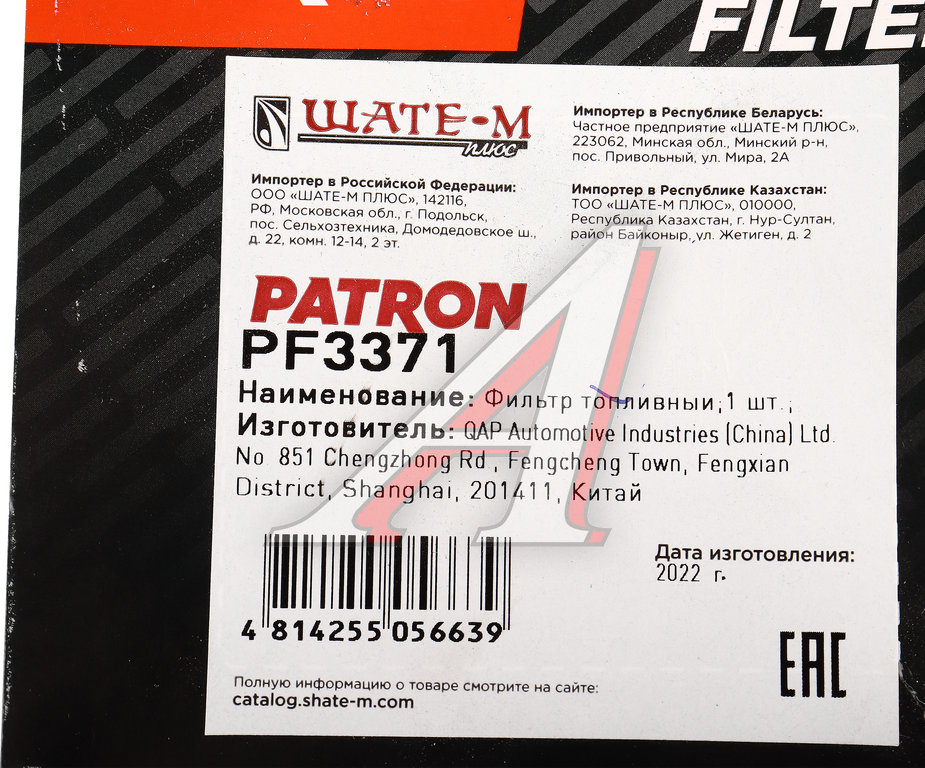 FILTE
ШАТЕ-М
плюс
Импортер в Российской Федерации:
ООО «ШАТЕ-М ПЛЮС», 142116,
РФ, Московская обл., г. Подольск,
пос. Сельхозтехника, Домодедовское ш.,
д. 22, комн. 12-14, 2 эт.
Импортер в Республике Беларусь:
Частное предприятие «ШАТЕ-М ПЛЮС»,
223062, Минская обл., Минский р-н,
пос. Привольный, ул. Мира, 2А
Импортер в Республике Казахстан:
ТОО «ШАТЕ-М ПЛЮС», 010000,
Республика Казахстан, г. Нур-Султан,
район Байконыр, ул. Жетиген, д. 2
PATRON
PF3371
Наименование: Фильтр топливный;1 шт.;
Изготовитель: QAP Automotive Industries (China) Ltd.
No. 851 Chengzhong Rd., Fengcheng Town, Fengxian
District, Shanghai, 201411, Китай
4 814255 056639
Дата изготовления:
2022 г.
EAC
Полную информацию о товаре смотрите на сайте:
catalog.shate-m.com